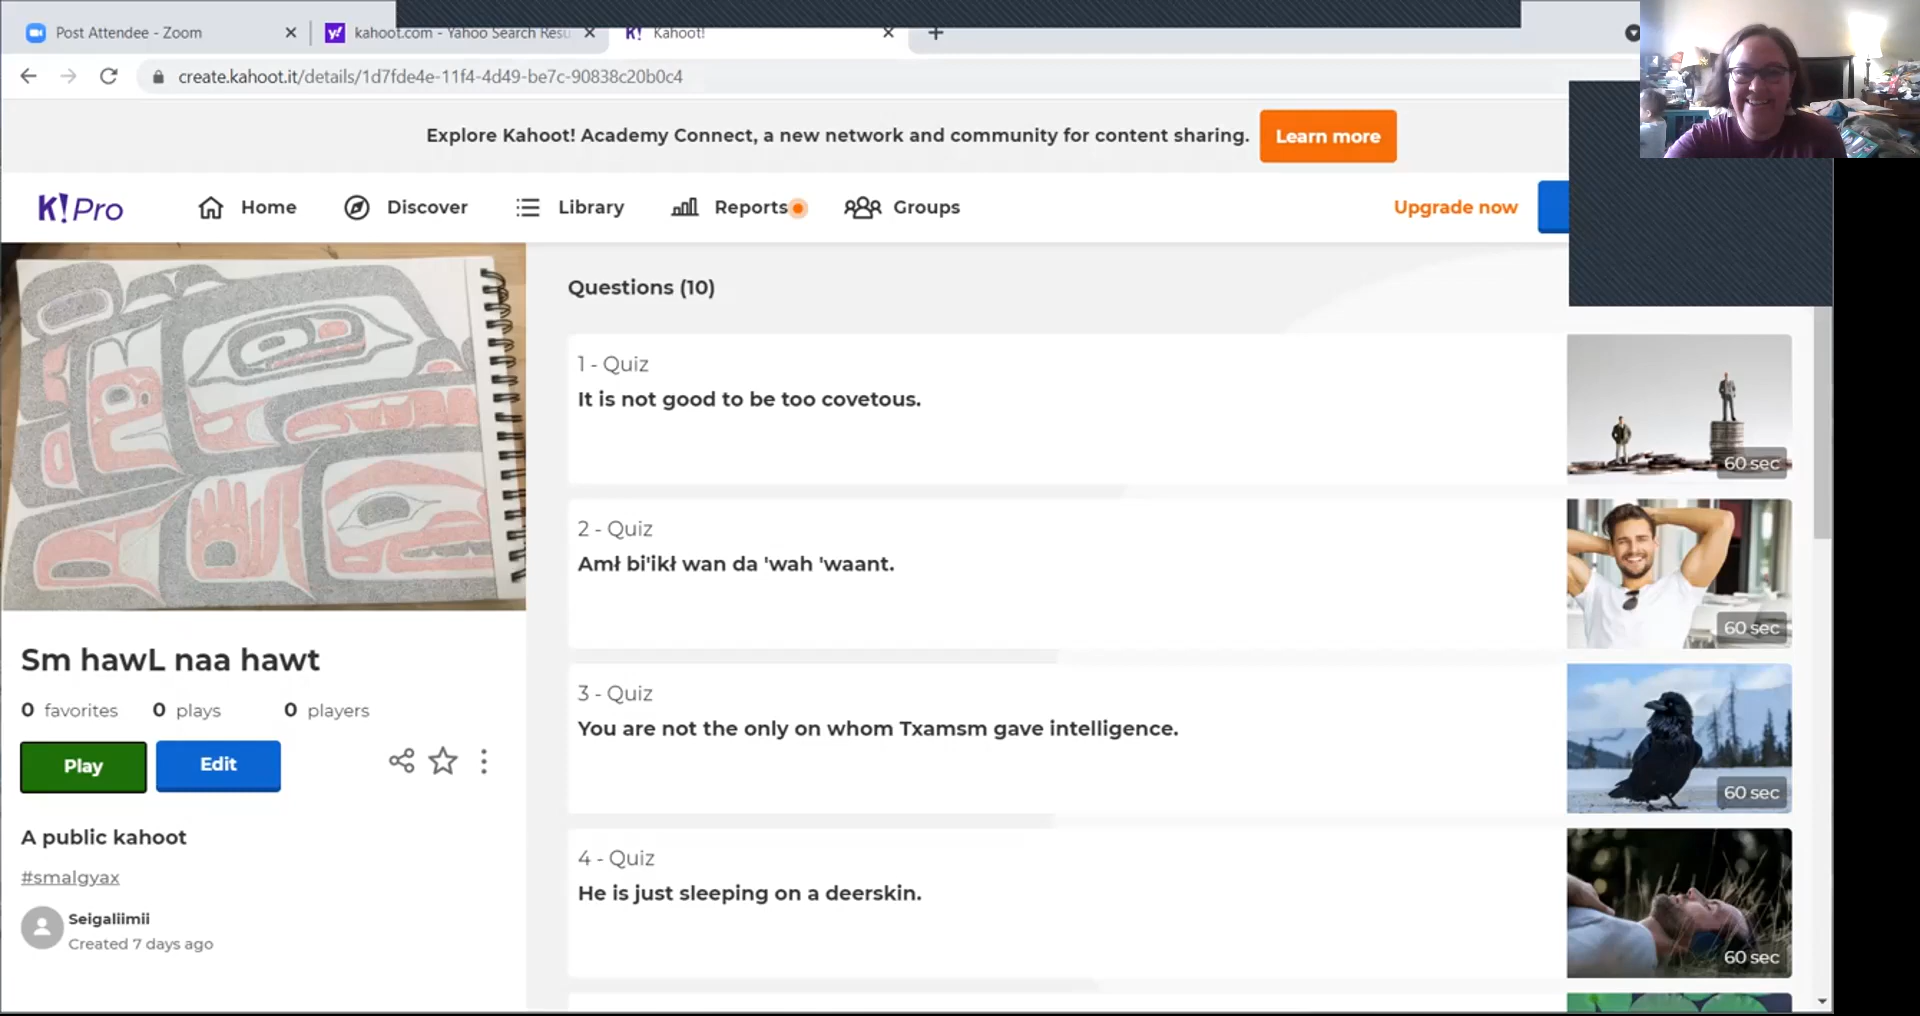 Post Attendee - Zoom
kahoot.com - Yahoo Search Resu
Kahoot!
create.kahoot.it/details/1d7fde4e-11f4-4d49-be7c-90838c20b0c4
Explore Kahoot! Academy Connect, a new network and community for content sharing.
Learn more
K! Pro
Home
Discover
Library
Reports
Groups
Upgrade now
Questions (10)
1 - Quiz
It is not good to be too covetous.
60 sec
2 - Quiz
Amł bi'ikł wan da 'wah 'waant.
60 sec
3 - Quiz
You are not the only on whom Txamsm gave intelligence.
60 sec
4 - Quiz
He is just sleeping on a deerskin.
60 sec
Sm hawL naa hawt
0 favorites
0 plays
0 players
Play
Edit
A public kahoot
#smalgyax
Seigaliimii
Created 7 days ago